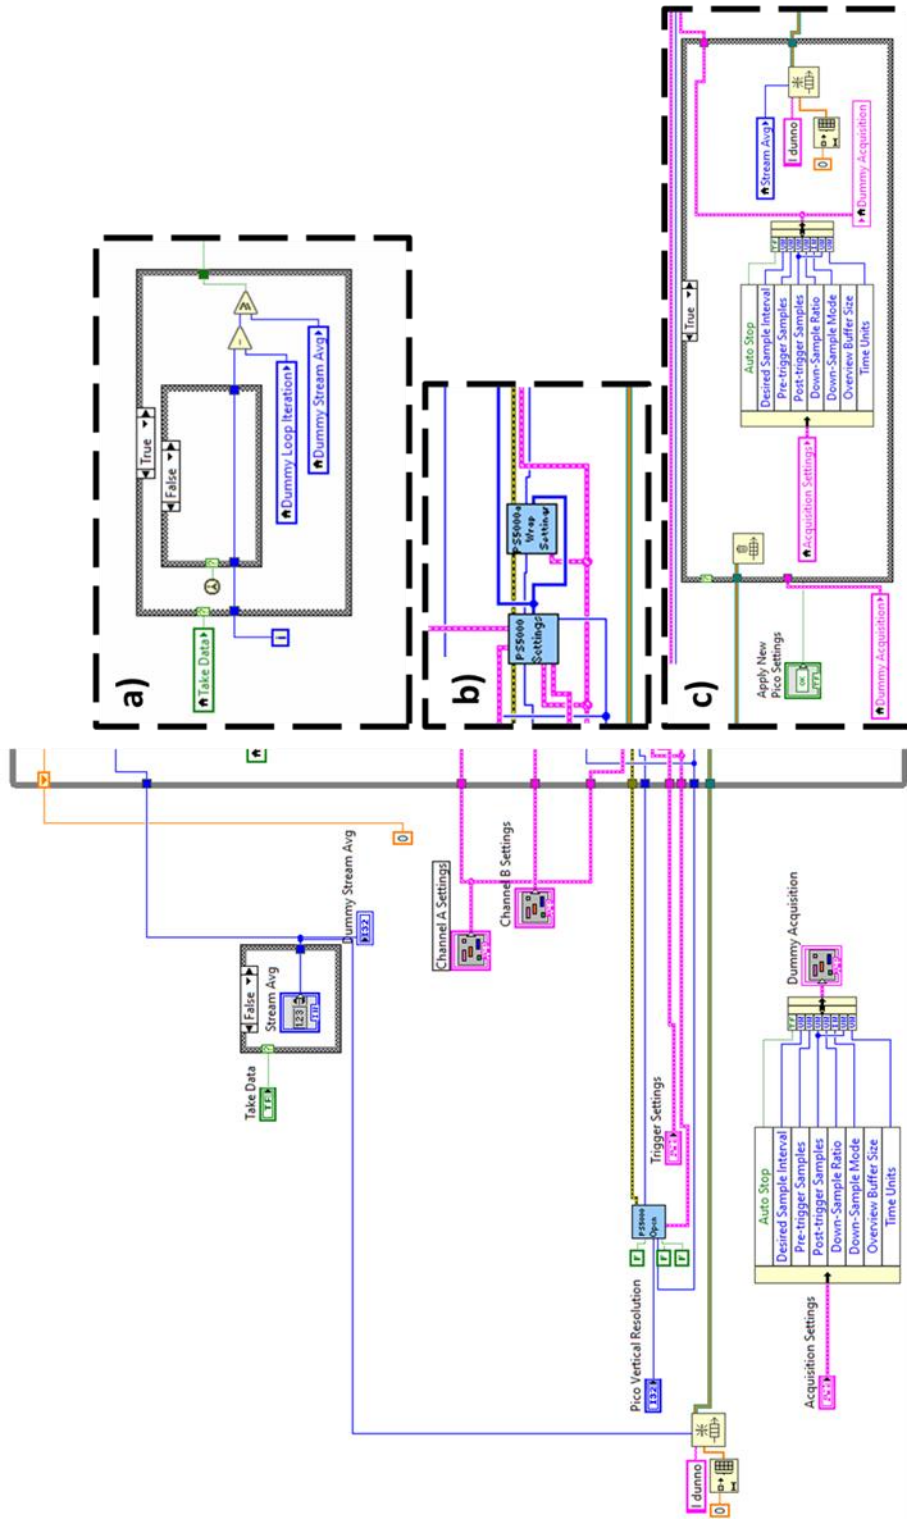 a)
True
False
Take Data
i
Dummy Loop Iteration
Dummy Stream Avg
b)
PS5000
Settings
PS5000a
Wrap
Settings
c)
True
Apply New
Pico Settings
OK
TF
Dummy Acquisition
Acquisition Settings
Auto Stop
Desired Sample Interval
Pre-trigger Samples
Post-trigger Samples
Down-Sample Ratio
Down-Sample Mode
Overview Buffer Size
Time Units
Dummy Acquisition
Stream Avg
I dunno
0
0
Take Data
TF
False
Stream Avg
1.23
Dummy Stream Avg
I32
Channel A Settings
Channel B Settings
Pico Vertical Resolution
I32
F
F
F
PS5000
Open
Trigger Settings
I dunno
0
Acquisition Settings
Auto Stop
Desired Sample Interval
Pre-trigger Samples
Post-trigger Samples
Down-Sample Ratio
Down-Sample Mode
Overview Buffer Size
Time Units
Dummy Acquisition